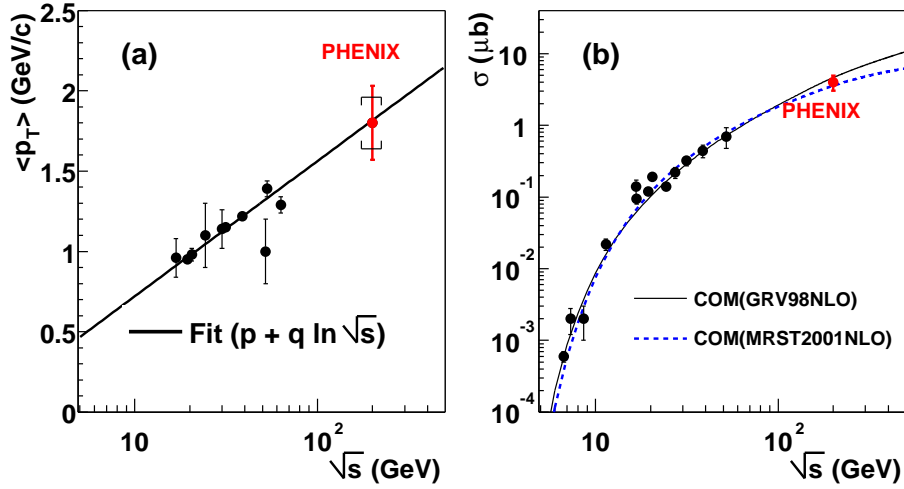 <p_T> (GeV/c)
2.5
2
1.5
1
0.5
0
(a)
PHENIX
Fit (p + q ln √s)
10
10²
√s (GeV)
σ (μb)
10
1
10⁻¹
10⁻²
10⁻³
10⁻⁴
(b)
PHENIX
COM(GRV98NLO)
COM(MRST2001NLO)
10
10²
√s (GeV)